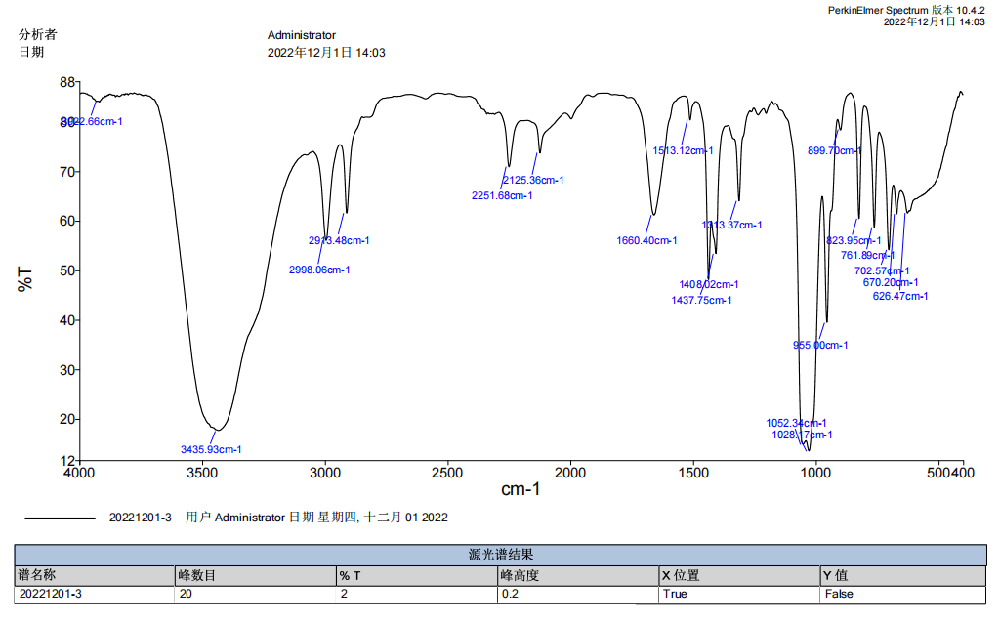 PerkinElmer Spectrum 版本 10.4.2
2022年12月1日 14:03
分析者 Administrator
日期 2022年12月1日 14:03
88
80
70
60
50
40
30
20
12
%T
4000 3500 3000 2500 2000 1500 1000 500 400
cm-1
3435.93cm-1
2998.06cm-1
2913.48cm-1
2251.68cm-1
2125.36cm-1
1660.40cm-1
1513.12cm-1
1437.75cm-1
1408.02cm-1
1313.37cm-1
1052.34cm-1
1028.17cm-1
955.00cm-1
899.70cm-1
823.95cm-1
761.89cm-1
702.57cm-1
670.20cm-1
626.47cm-1
20221201-3 用户 Administrator 日期 星期四, 十二月 01 2022
源光谱结果
谱名称 峰数目 % T 峰高度 X 位置 Y 值
20221201-3 20 2 0.2 True False